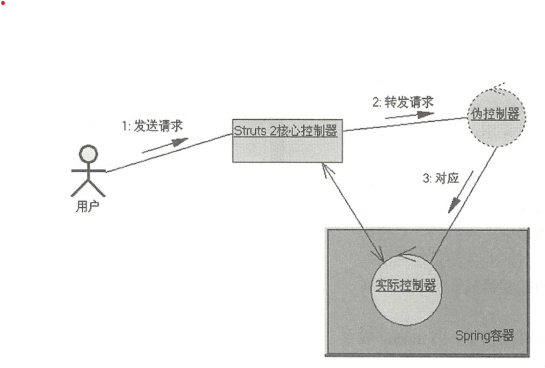 1: 发送请求
Struts 2核心控制器
2: 转发请求
伪控制器
用户
3: 对应
实际控制器
Spring容器